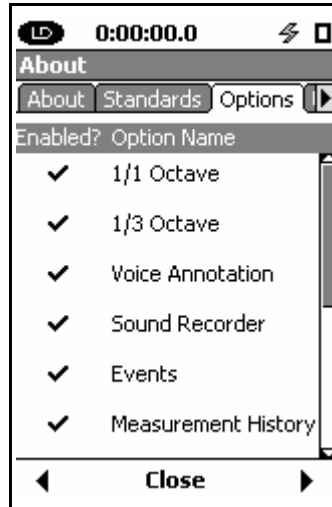 LD 0:00:00.0
About
About Standards Options
Enabled? Option Name
✓ 1/1 Octave
✓ 1/3 Octave
✓ Voice Annotation
✓ Sound Recorder
✓ Events
✓ Measurement History
Close